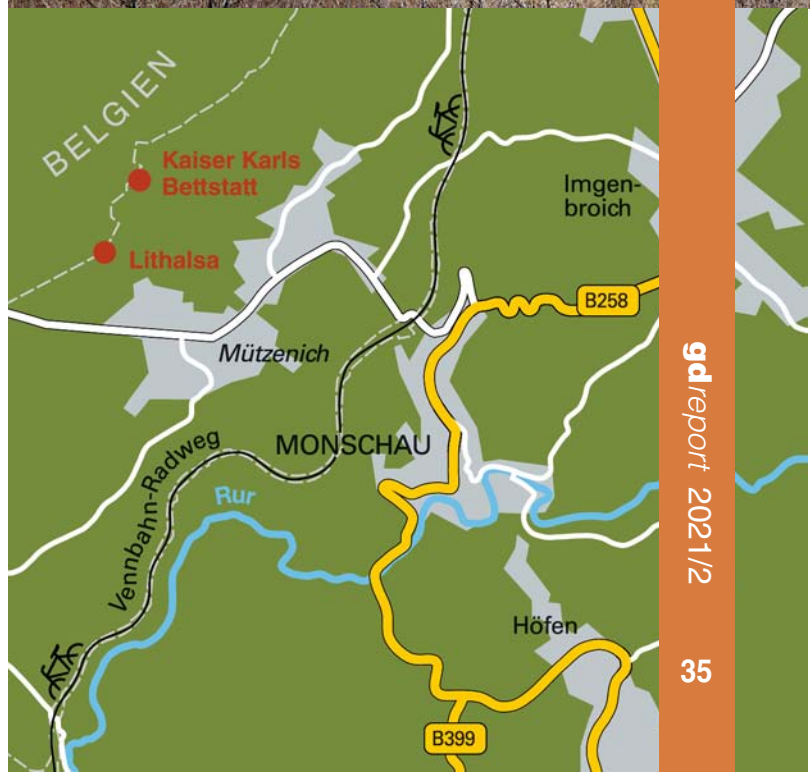 BELGIEN
Kaiser Karls
Bettstatt
Lithalsa
Imgen-
broich
B258
Mützenich
MONSCHAU
Vennbahn-Radweg
Rur
Höfen
B399
gdreport 2021/2
35